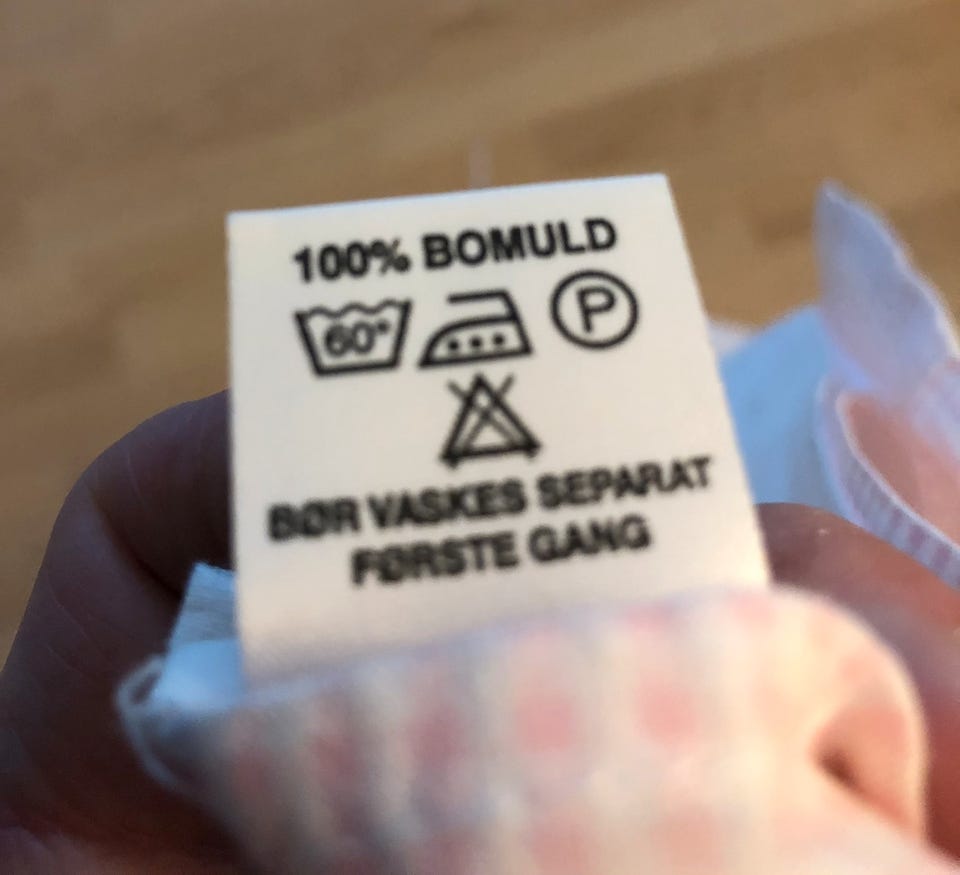 100% BOMULD
60° P
BØR VASKES SEPARAT
FØRSTE GANG